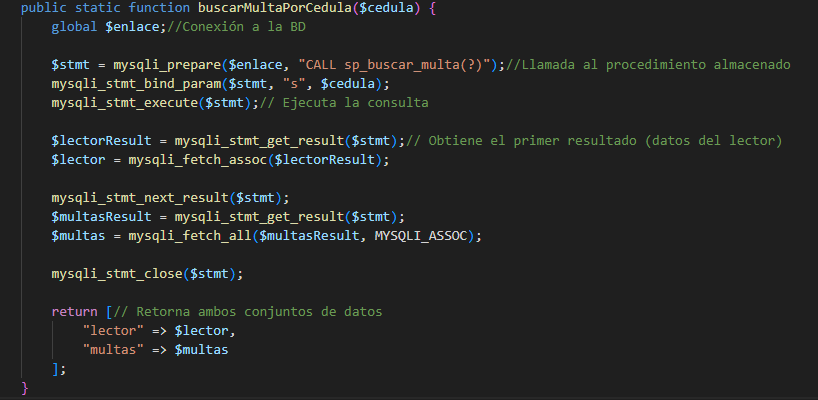 public static function buscarMultaPorCedula($cedula) {
    global $enlace;//Conexión a la BD

    $stmt = mysqli_prepare($enlace, "CALL sp_buscar_multa(?)");//Llamada al procedimiento almacenado
    mysqli_stmt_bind_param($stmt, "s", $cedula);
    mysqli_stmt_execute($stmt);// Ejecuta la consulta

    $lectorResult = mysqli_stmt_get_result($stmt);// Obtiene el primer resultado (datos del lector)
    $lector = mysqli_fetch_assoc($lectorResult);

    mysqli_stmt_next_result($stmt);
    $multasResult = mysqli_stmt_get_result($stmt);
    $multas = mysqli_fetch_all($multasResult, MYSQLI_ASSOC);

    mysqli_stmt_close($stmt);

    return [// Retorna ambos conjuntos de datos
        "lector" => $lector,
        "multas" => $multas
    ];
}